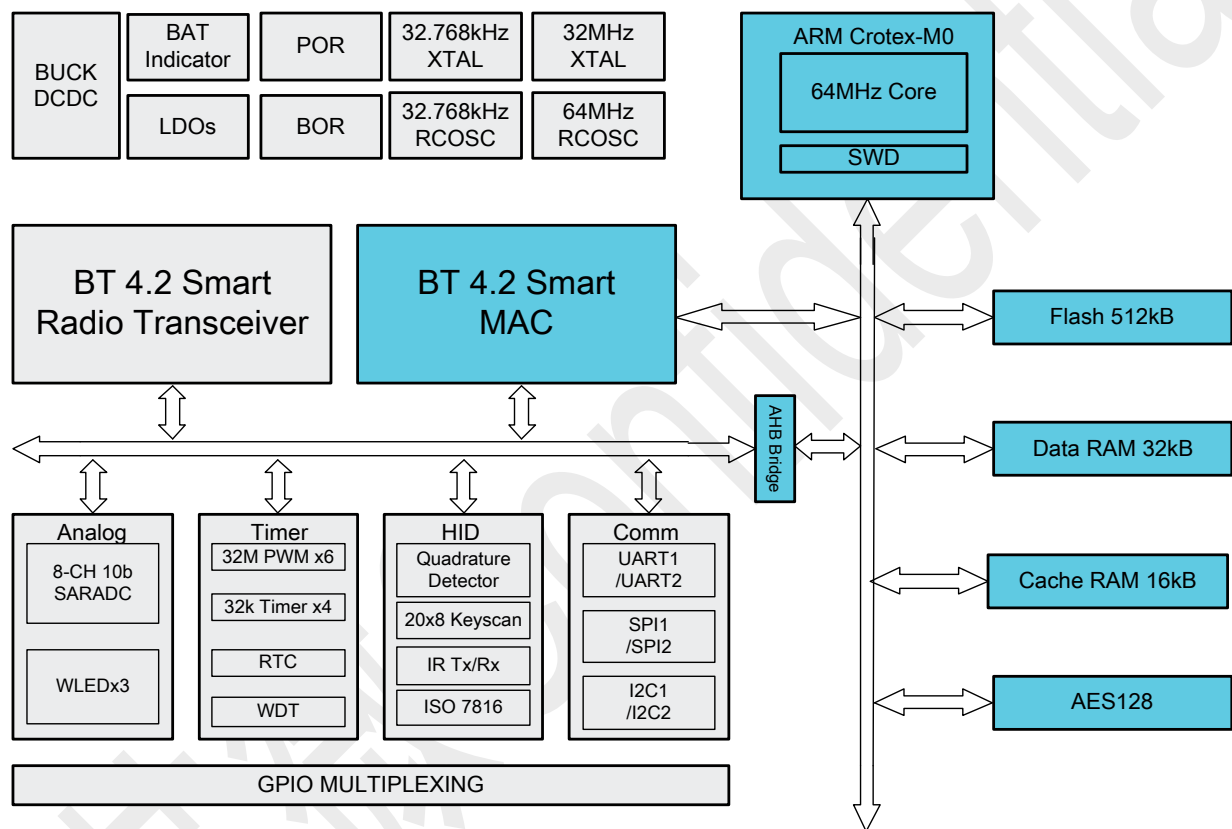 BUCK
DCDC
BAT
Indicator
POR
32.768kHz
XTAL
32MHz
XTAL
LDOs
BOR
32.768kHz
RCOSC
64MHz
RCOSC
ARM Crotex-M0
64MHz Core
SWD
BT 4.2 Smart
Radio Transceiver
BT 4.2 Smart
MAC
Flash 512kB
AHB Bridge
Data RAM 32kB
Cache RAM 16kB
AES128
Analog
8-CH 10b
SARADC
WLEDx3
Timer
32M PWM x6
32k Timer x4
RTC
WDT
HID
Quadrature
Detector
20x8 Keyscan
IR Tx/Rx
ISO 7816
Comm
UART1
/UART2
SPI1
/SPI2
I2C1
/I2C2
GPIO MULTIPLEXING
confidential